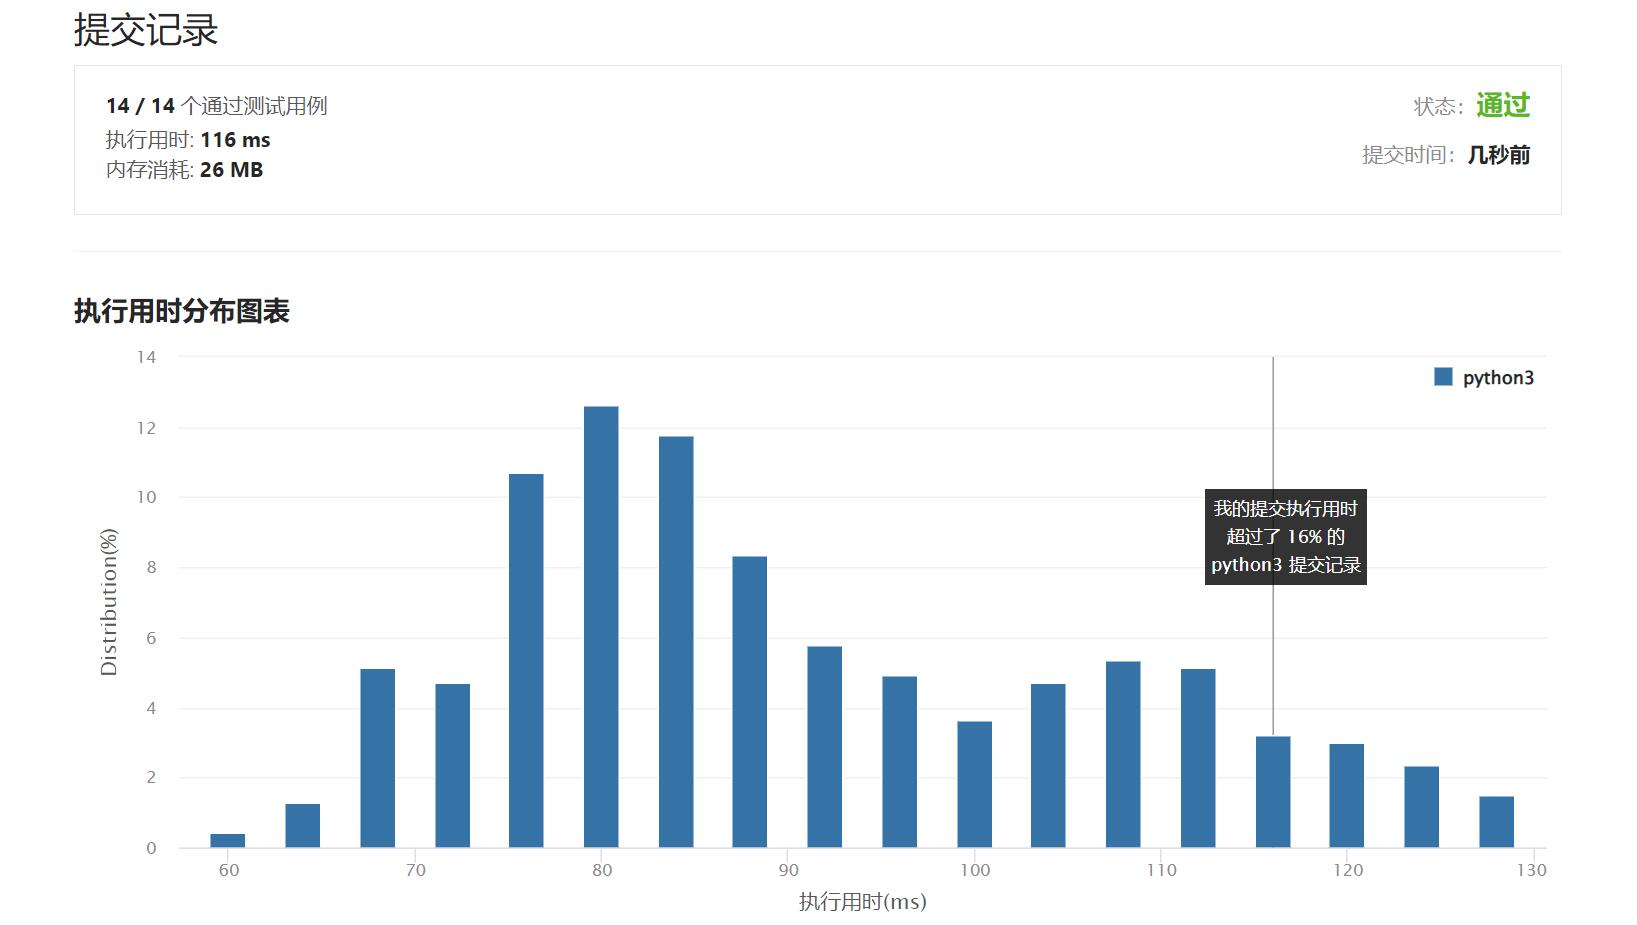 提交记录
14 / 14 个通过测试用例
状态：通过
执行用时: 116 ms
提交时间：几秒前
内存消耗: 26 MB
执行用时分布图表
14
python3
12
10
我的提交执行用时
超过了 16% 的
python3 提交记录
8
6
4
2
0
Distribution(%)
60 70 80 90 100 110 120 130
执行用时(ms)